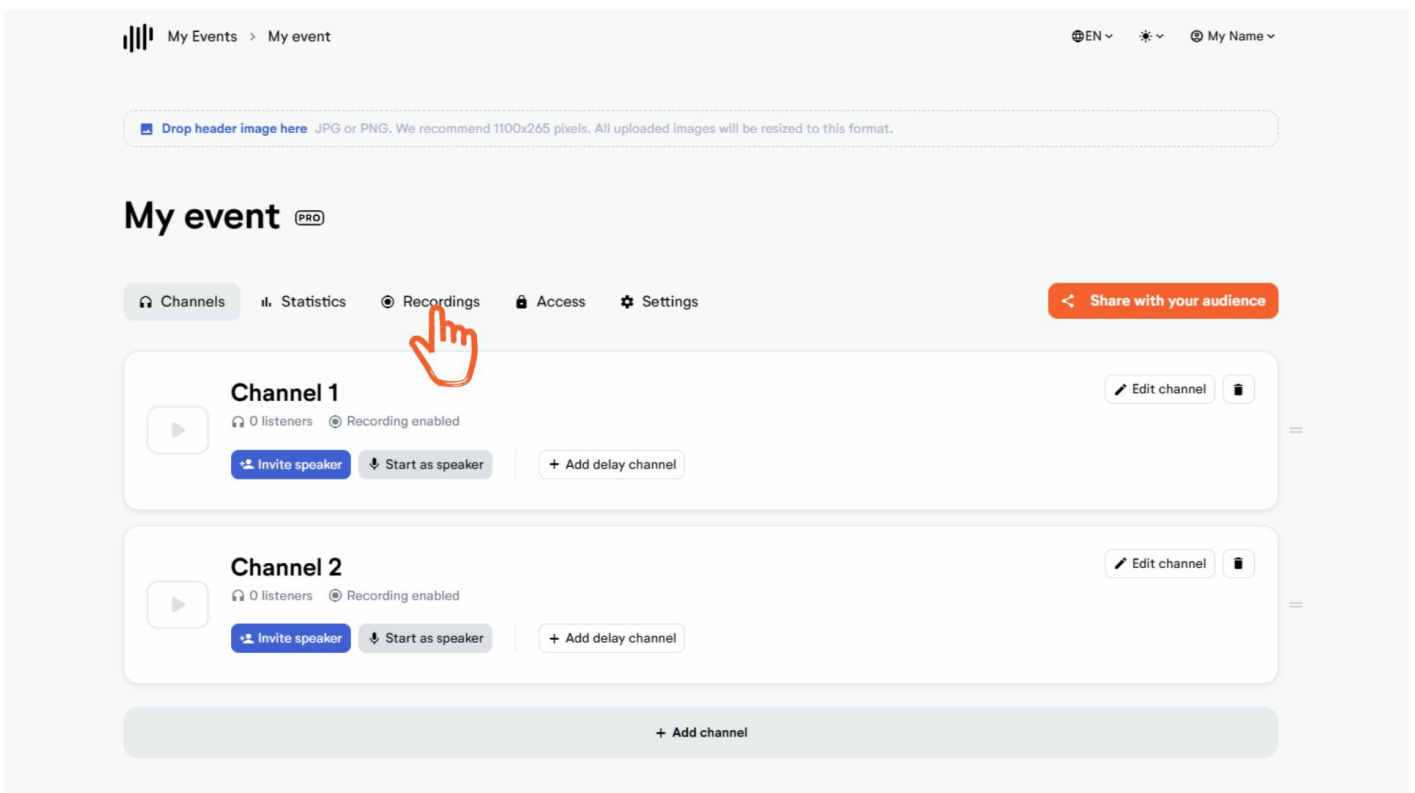 My Events > My event EN My Name
Drop header image here JPG or PNG. We recommend 1100x265 pixels. All uploaded images will be resized to this format.
My event PRO
Channels Statistics Recordings Access Settings Share with your audience
Channel 1 Edit channel
0 listeners Recording enabled
Invite speaker Start as speaker + Add delay channel
Channel 2 Edit channel
0 listeners Recording enabled
Invite speaker Start as speaker + Add delay channel
+ Add channel